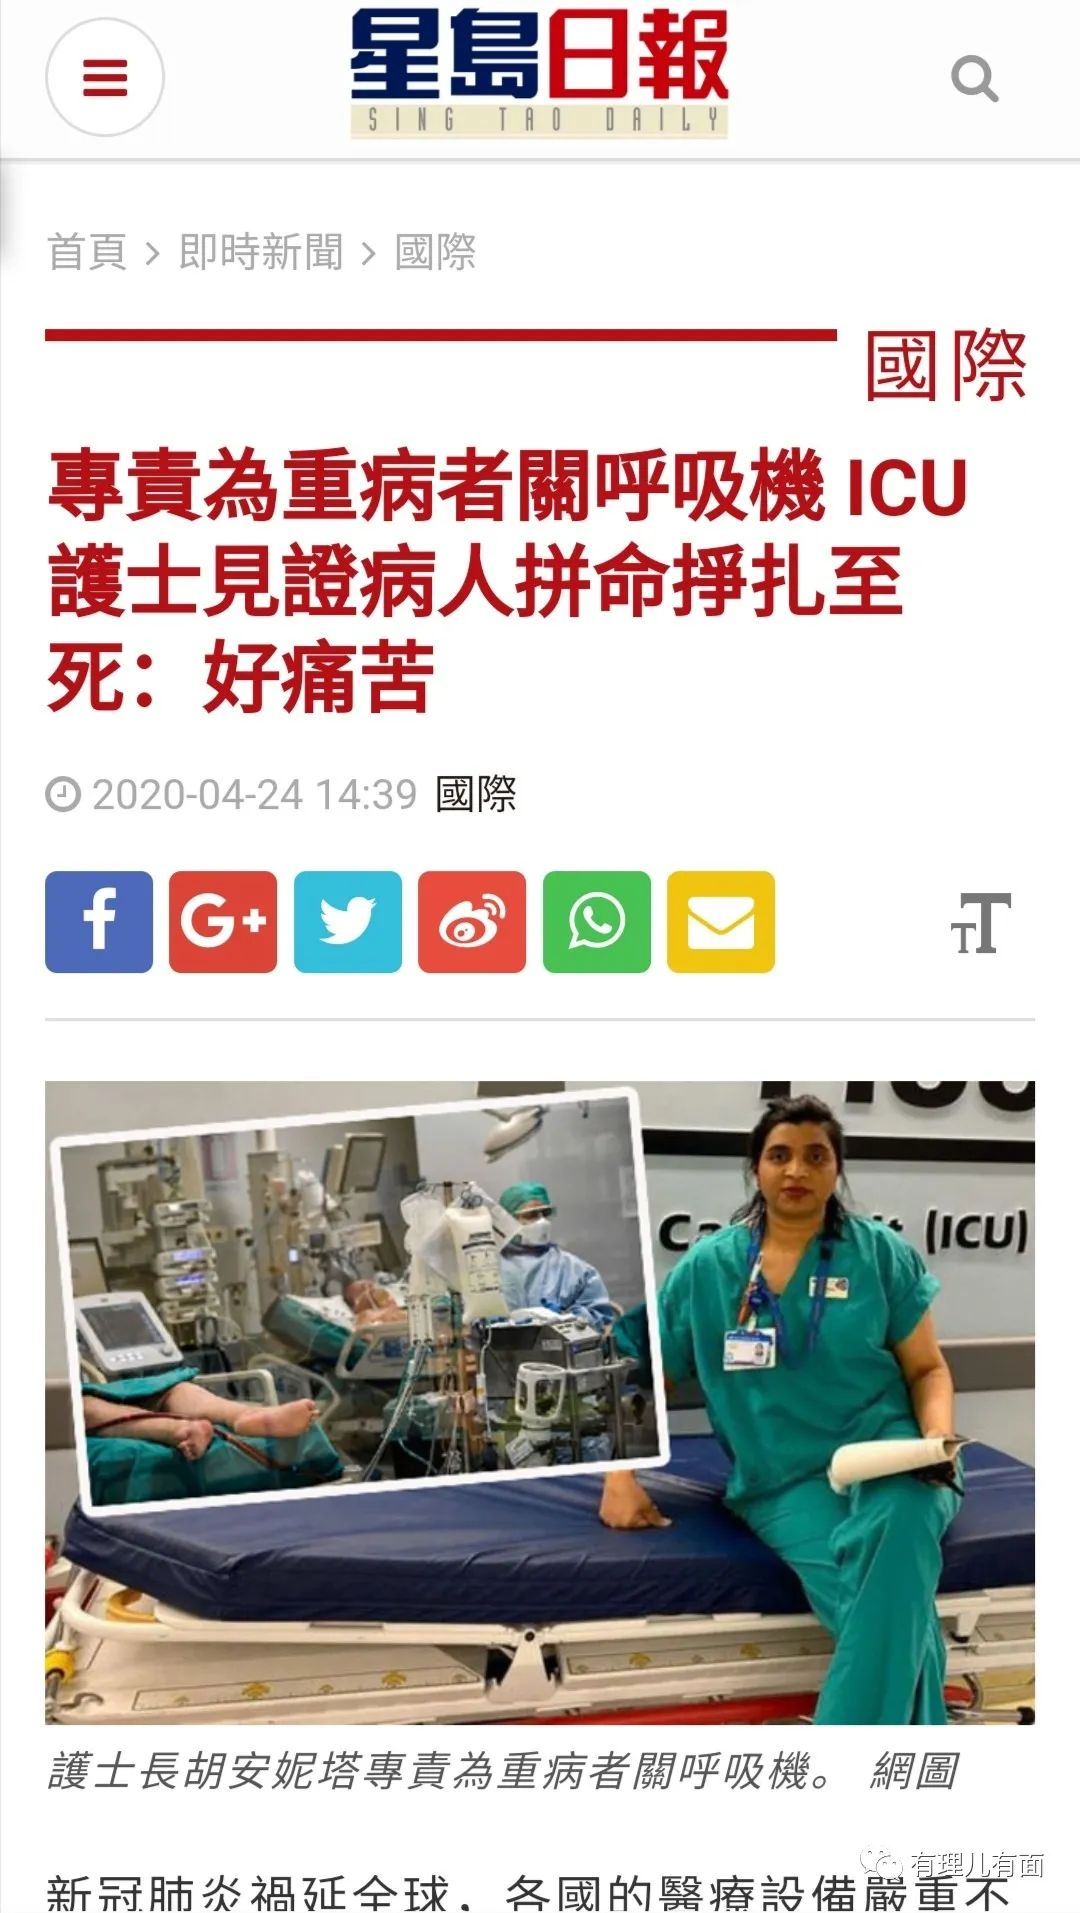 星島日報
SING TAO DAILY
首頁 > 即時新聞 > 國際
國際
專責為重病者關呼吸機 ICU
護士見證病人拼命掙扎至
死：好痛苦
2020-04-24 14:39 國際
G+
TT
(ICU)
護士長胡安妮塔專責為重病者關呼吸機。 網圖
有理儿有面
新冠肺炎禍延全球，各國的醫療設備嚴重不